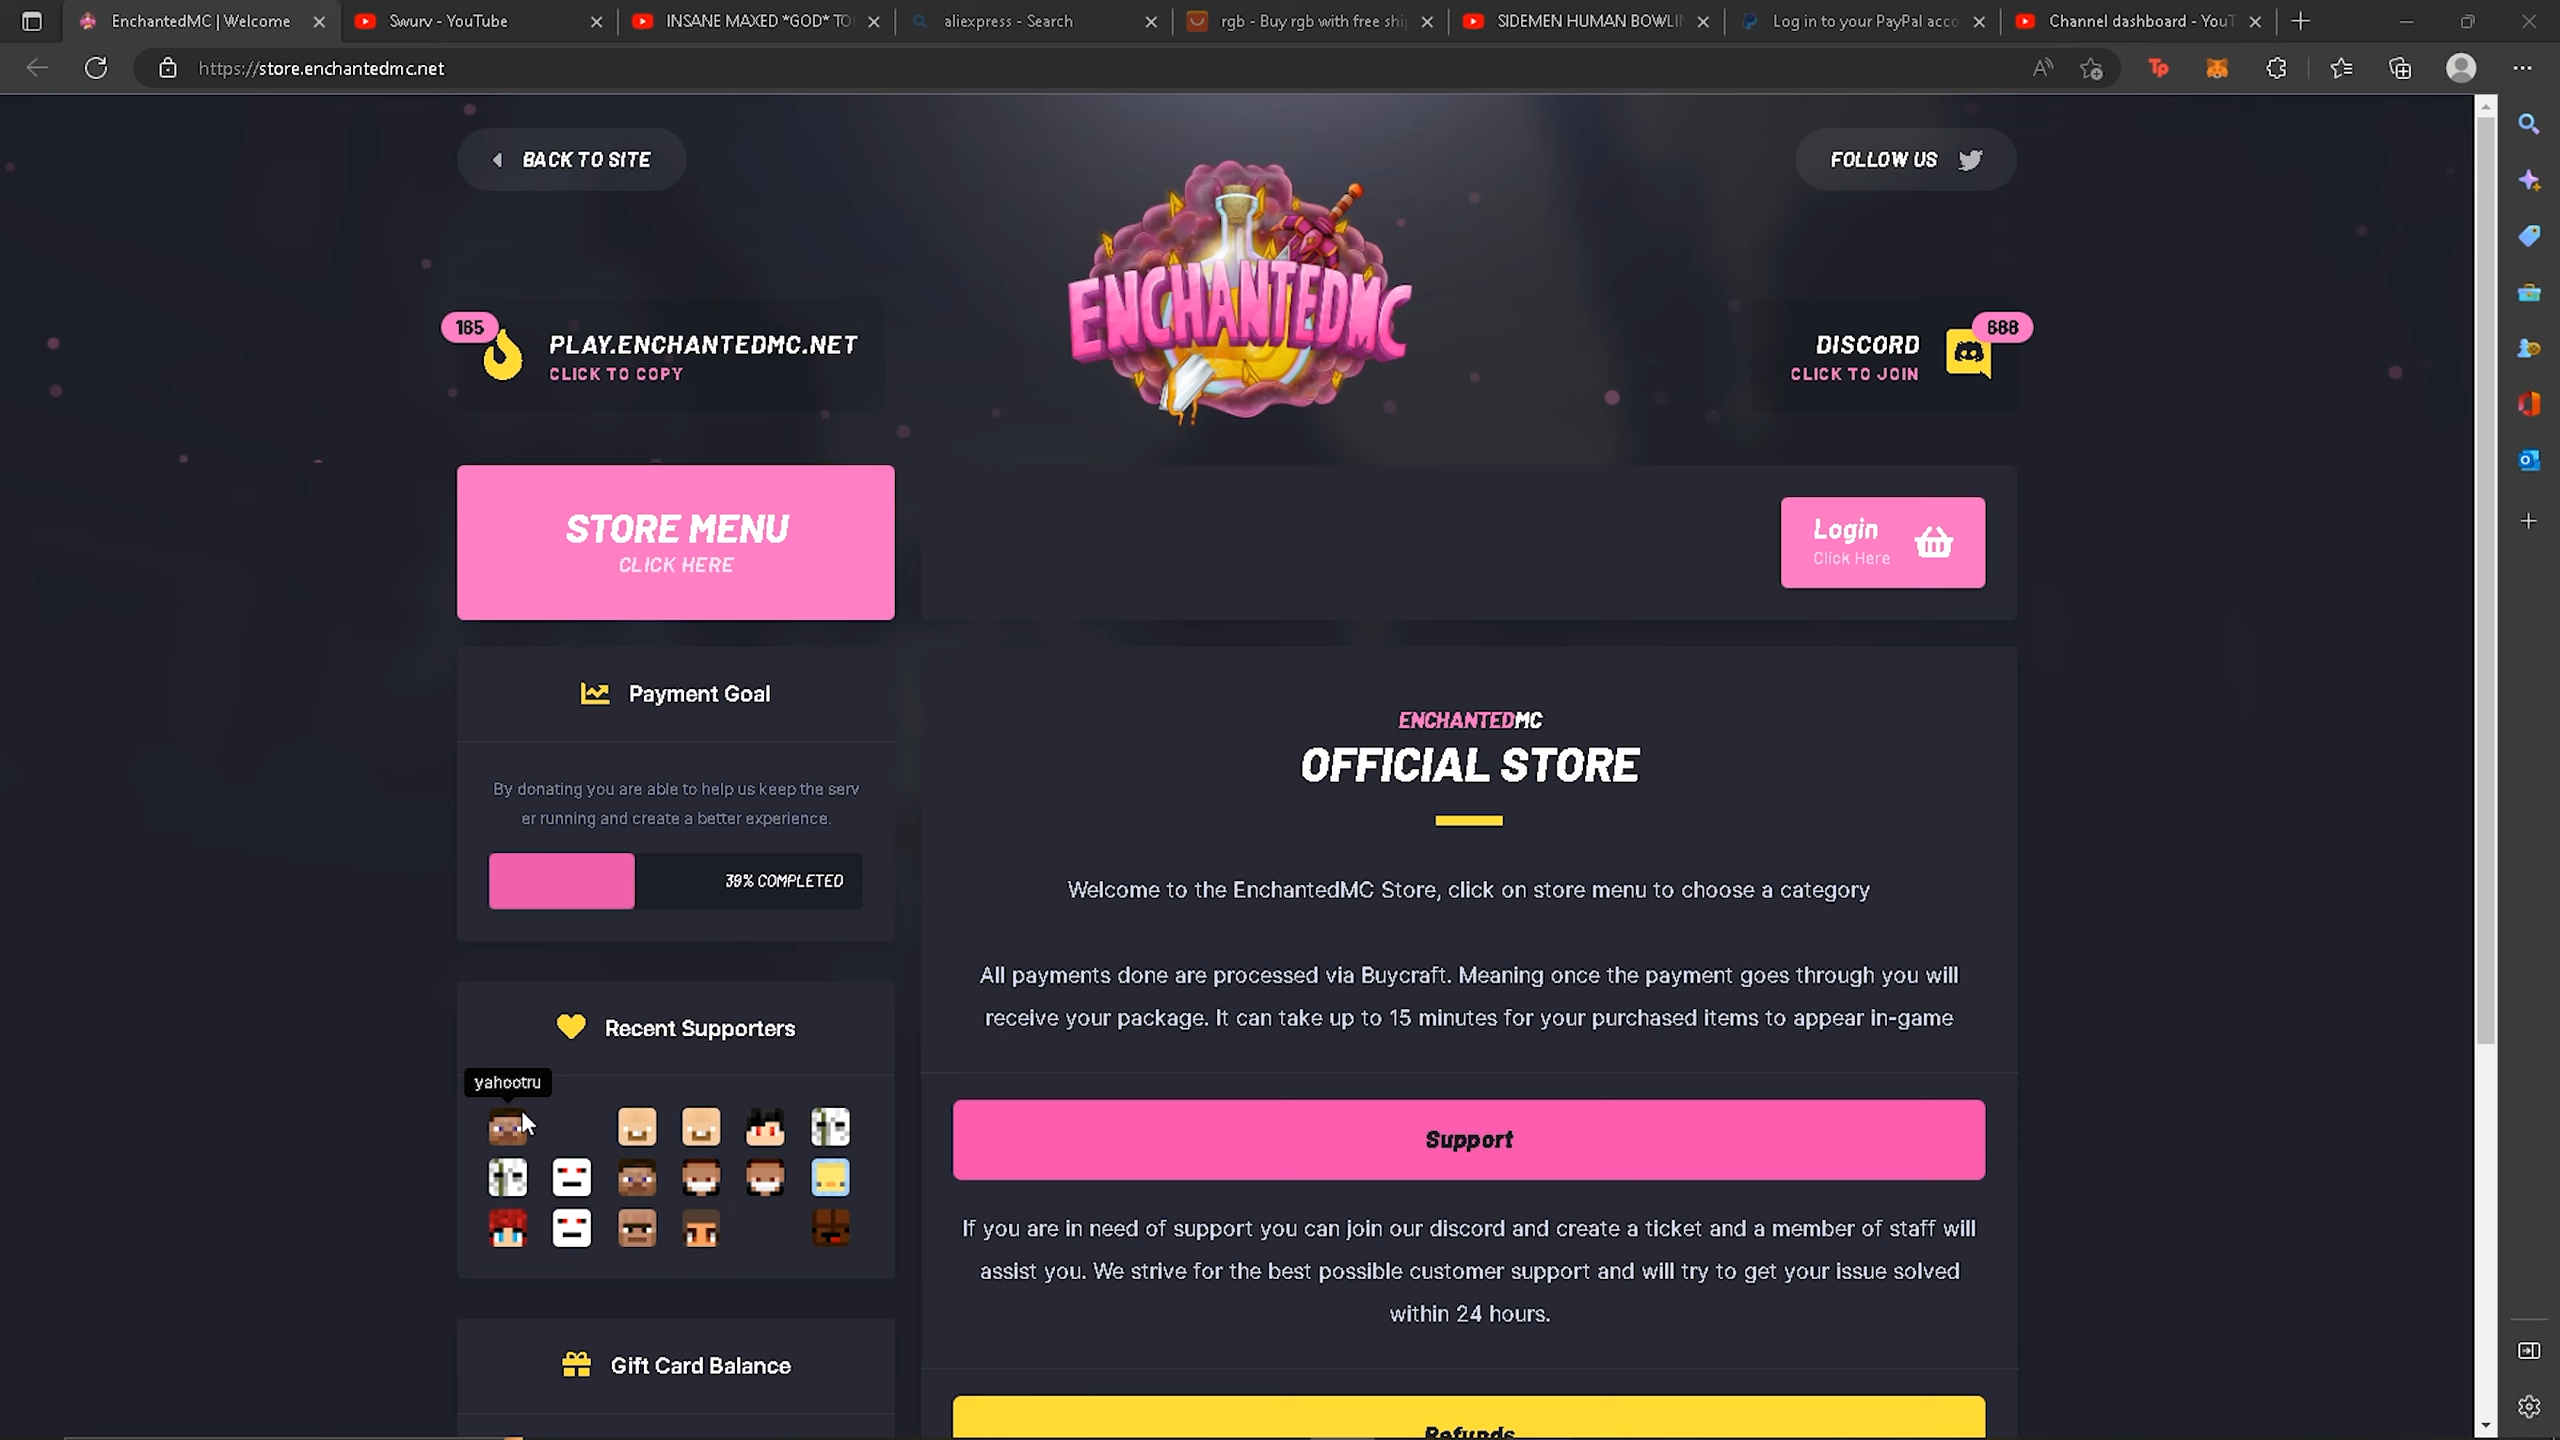 EnchantedMC | Welcome
Swurv - YouTube
INSANE MAXED *GOD* TO
aliexpress - Search
rgb - Buy rgb with free shi
SIDEMEN HUMAN BOWLI
Log in to your PayPal acco
Channel dashboard - YouT
https://store.enchantedmc.net
BACK TO SITE
FOLLOW US
ENCHANTEDMC
165
PLAY.ENCHANTEDMC.NET
CLICK TO COPY
DISCORD
CLICK TO JOIN
688
STORE MENU
CLICK HERE
Login
Click Here
Payment Goal
By donating you are able to help us keep the serv
er running and create a better experience.
39% COMPLETED
Recent Supporters
yahootru
Gift Card Balance
ENCHANTEDMC
OFFICIAL STORE
Welcome to the EnchantedMC Store, click on store menu to choose a category
All payments done are processed via Buycraft. Meaning once the payment goes through you will
receive your package. It can take up to 15 minutes for your purchased items to appear in-game
Support
If you are in need of support you can join our discord and create a ticket and a member of staff will
assist you. We strive for the best possible customer support and will try to get your issue solved
within 24 hours.
Refunds